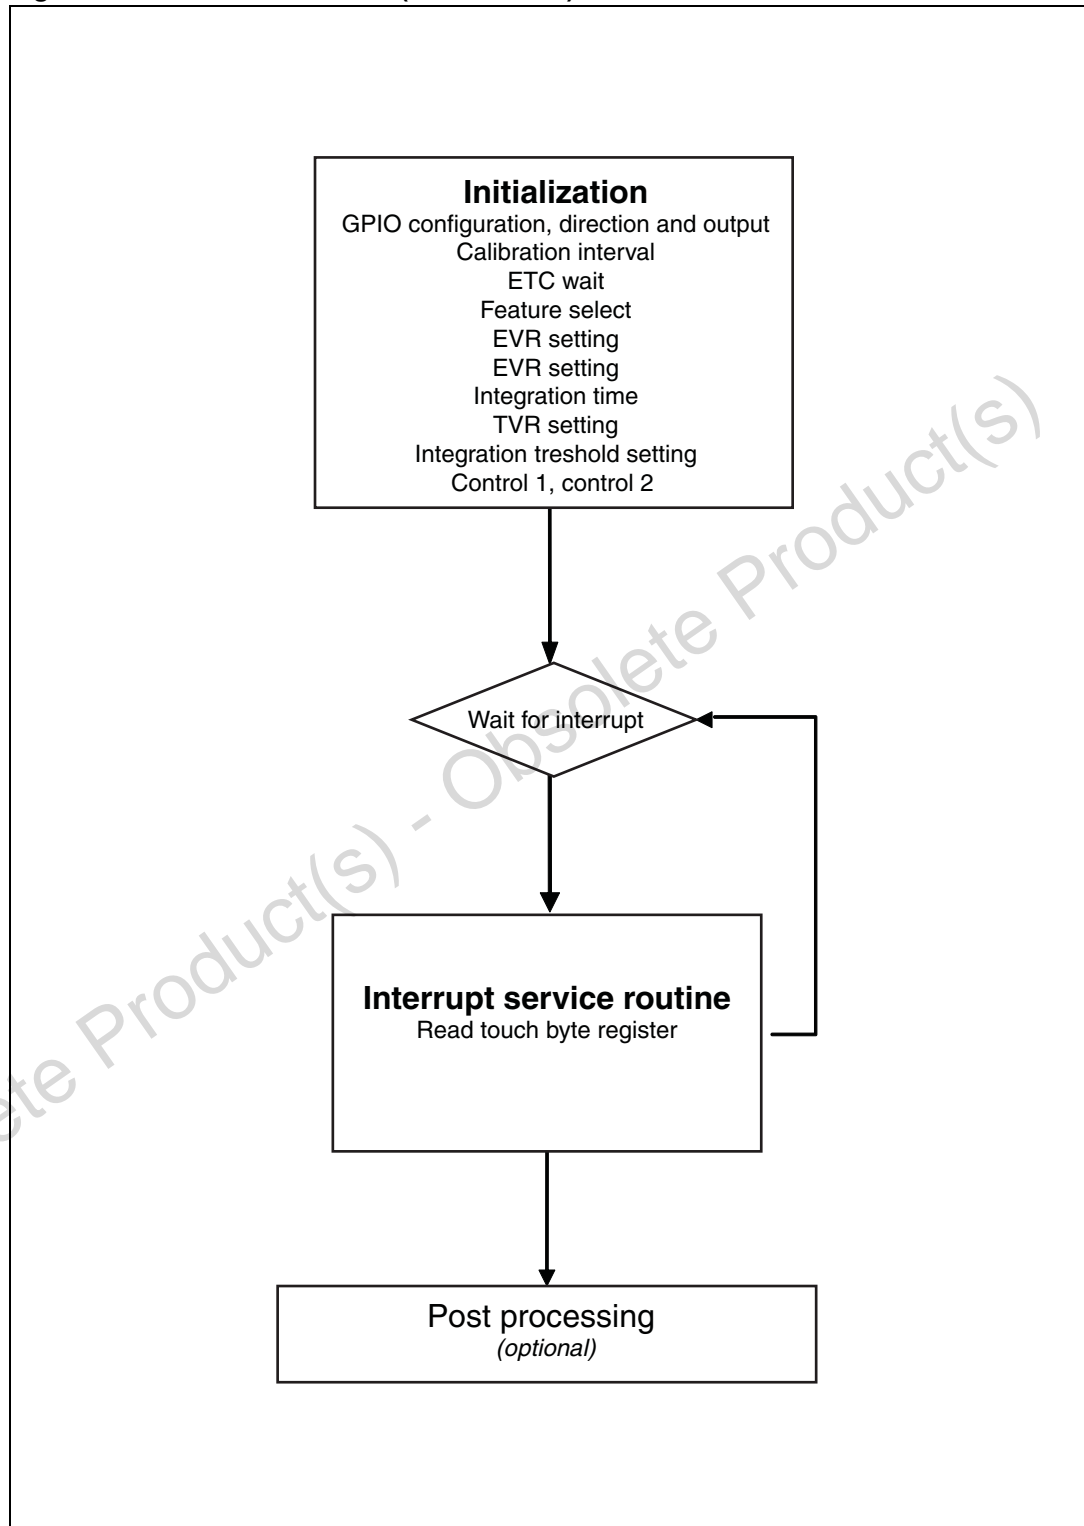 Initialization
GPIO configuration, direction and output
Calibration interval
ETC wait
Feature select
EVR setting
EVR setting
Integration time
TVR setting
Integration treshold setting
Control 1, control 2
Wait for interrupt
Interrupt service routine
Read touch byte register
Post processing
(optional)
ete Product(s) - Obsolete Product(s)